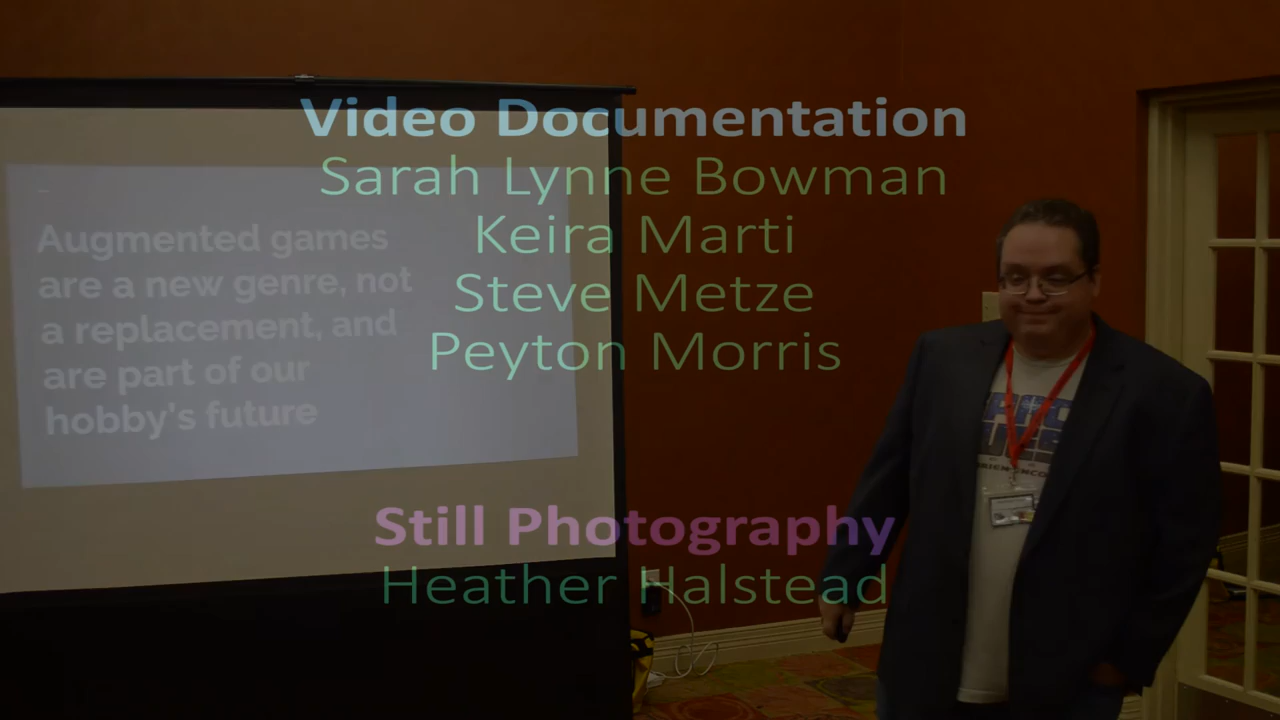 Video Documentation
Sarah Lynne Bowman
Keira Marti
Steve Metze
Peyton Morris
Still Photography
Heather Halstead
Augmented games
are a new genre, not
a replacement, and
are part of our
hobby's future